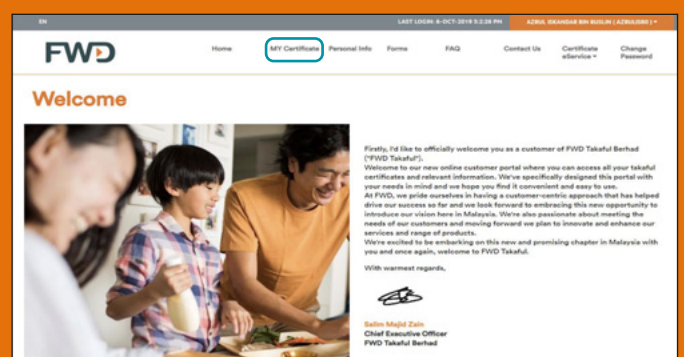 EN LAST LOGIN: 6-OCT-2019 5:2:26 PM AZRUL ISKANDAR BIN RUSLIN
FWD Home MY Certificate Personal Info Forms FAQ Contact Us Certificate eService Change Password
Welcome
Firstly, I'd like to officially welcome you as a customer of FWD Takaful Berhad
("FWD Takaful").
Welcome to our new online customer portal where you can access all your takaful
certificates and relevant information. We've specifically designed this portal with
your needs in mind and we hope you find it convenient and easy to use.
At FWD, we pride ourselves in having a customer-centric approach that has helped
drive our success so far and we look forward to embracing this new opportunity to
introduce our vision here in Malaysia. We're also passionate about meeting the
needs of our customers and moving forward we plan to innovate and enhance our
services and range of products.
We're excited to be embarking on this new and promising chapter in Malaysia with
you and once again, welcome to FWD Takaful.
With warmest regards,
Salim Majid Zain
Chief Executive Officer
FWD Takaful Berhad